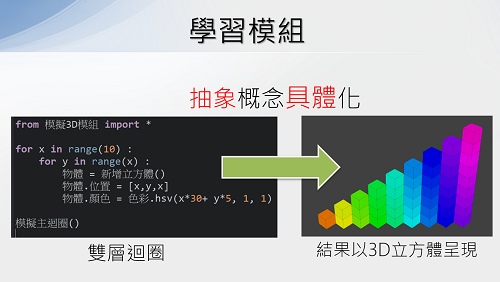 學習模組
抽象概念具體化
from 模擬3D模組 import *
for x in range(10) :
for y in range(x) :
物體 = 新增立方體()
物體.位置 = [x,y,x]
物體.顏色 = 色彩.hsv(x*30+ y*5, 1, 1)
模擬主迴圈()
雙層迴圈
結果以3D立方體呈現